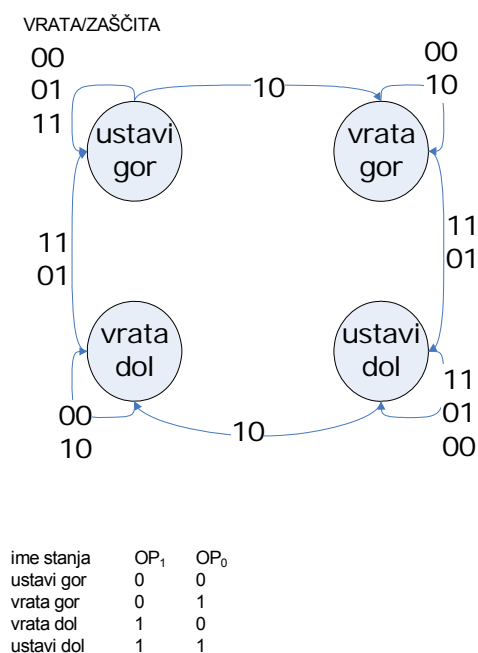 VRATA/ZAŠČITA
00
01
11
10
00
10
ustavi
gor
vrata
gor
11
01
11
01
vrata
dol
ustavi
dol
00
10
10
11
01
00
ime stanja OP₁ OP₀
ustavi gor 0 0
vrata gor 0 1
vrata dol 1 0
ustavi dol 1 1